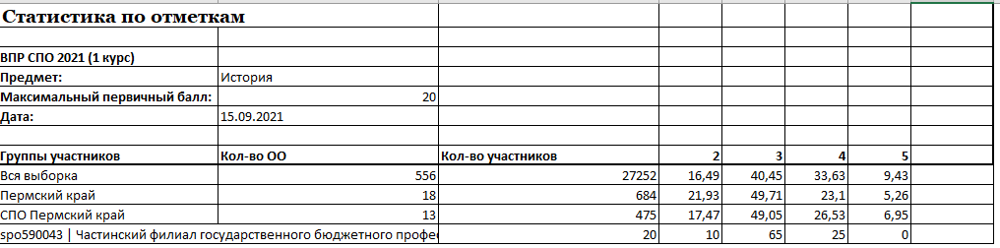 Статистика по отметкам
ВПР СПО 2021 (1 курс)
Предмет: История
Максимальный первичный балл: 20
Дата: 15.09.2021
Группы участников Кол-во ОО Кол-во участников 2 3 4 5
Вся выборка 556 27252 16,49 40,45 33,63 9,43
Пермский край 18 684 21,93 49,71 23,1 5,26
СПО Пермский край 13 475 17,47 49,05 26,53 6,95
spo590043 | Частинский филиал государственного бюджетного 20 10 65 25 0